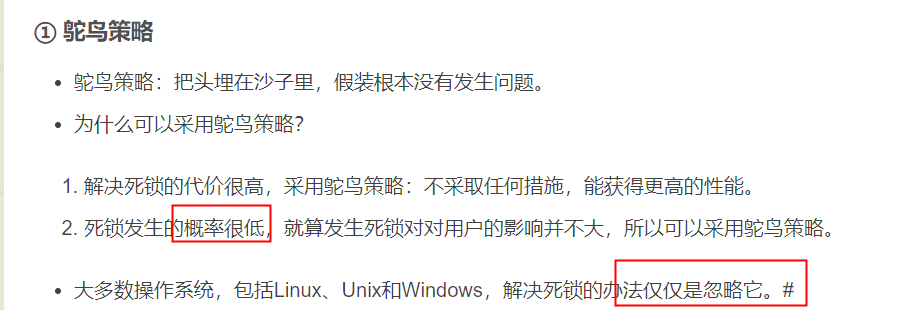 ① 鸵鸟策略
• 鸵鸟策略：把头埋在沙子里，假装根本没有发生问题。
• 为什么可以采用鸵鸟策略？
1. 解决死锁的代价很高，采用鸵鸟策略：不采取任何措施，能获得更高的性能。
2. 死锁发生的概率很低，就算发生死锁对对用户的影响并不大，所以可以采用鸵鸟策略。
• 大多数操作系统，包括Linux、Unix和Windows，解决死锁的办法仅仅是忽略它。#